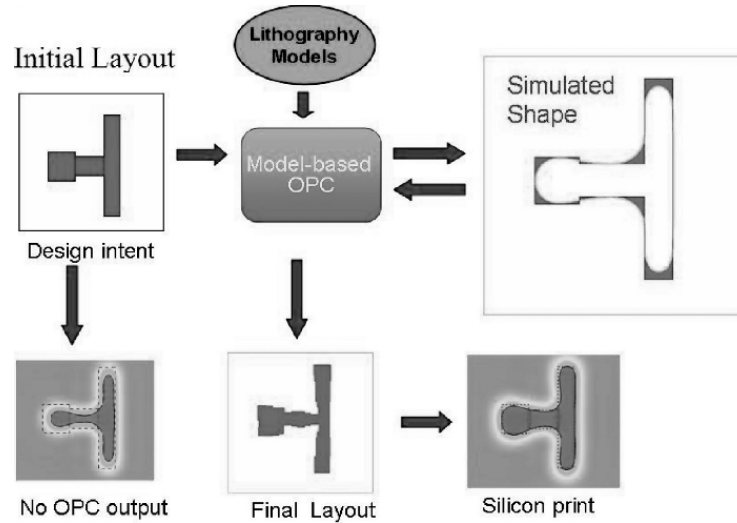 Lithography
Models
Initial Layout
Simulated
Shape
Model-based
OPC
Design intent
No OPC output
Final Layout
Silicon print